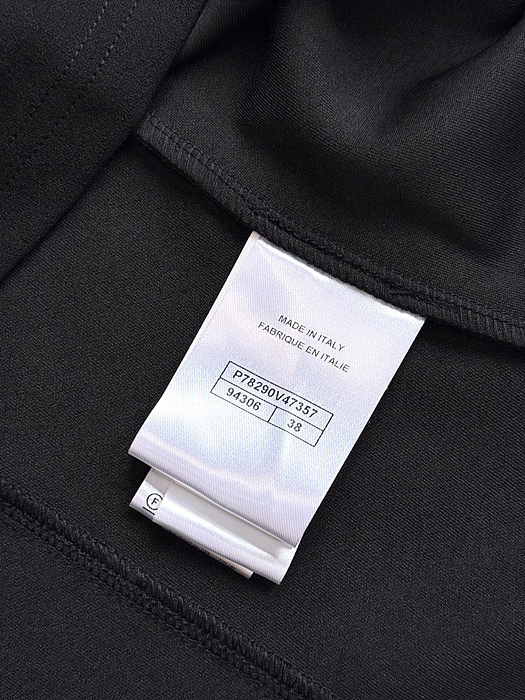 MADE IN ITALY
FABRIQUE EN ITALIE
P78290V47357
94306 38
F